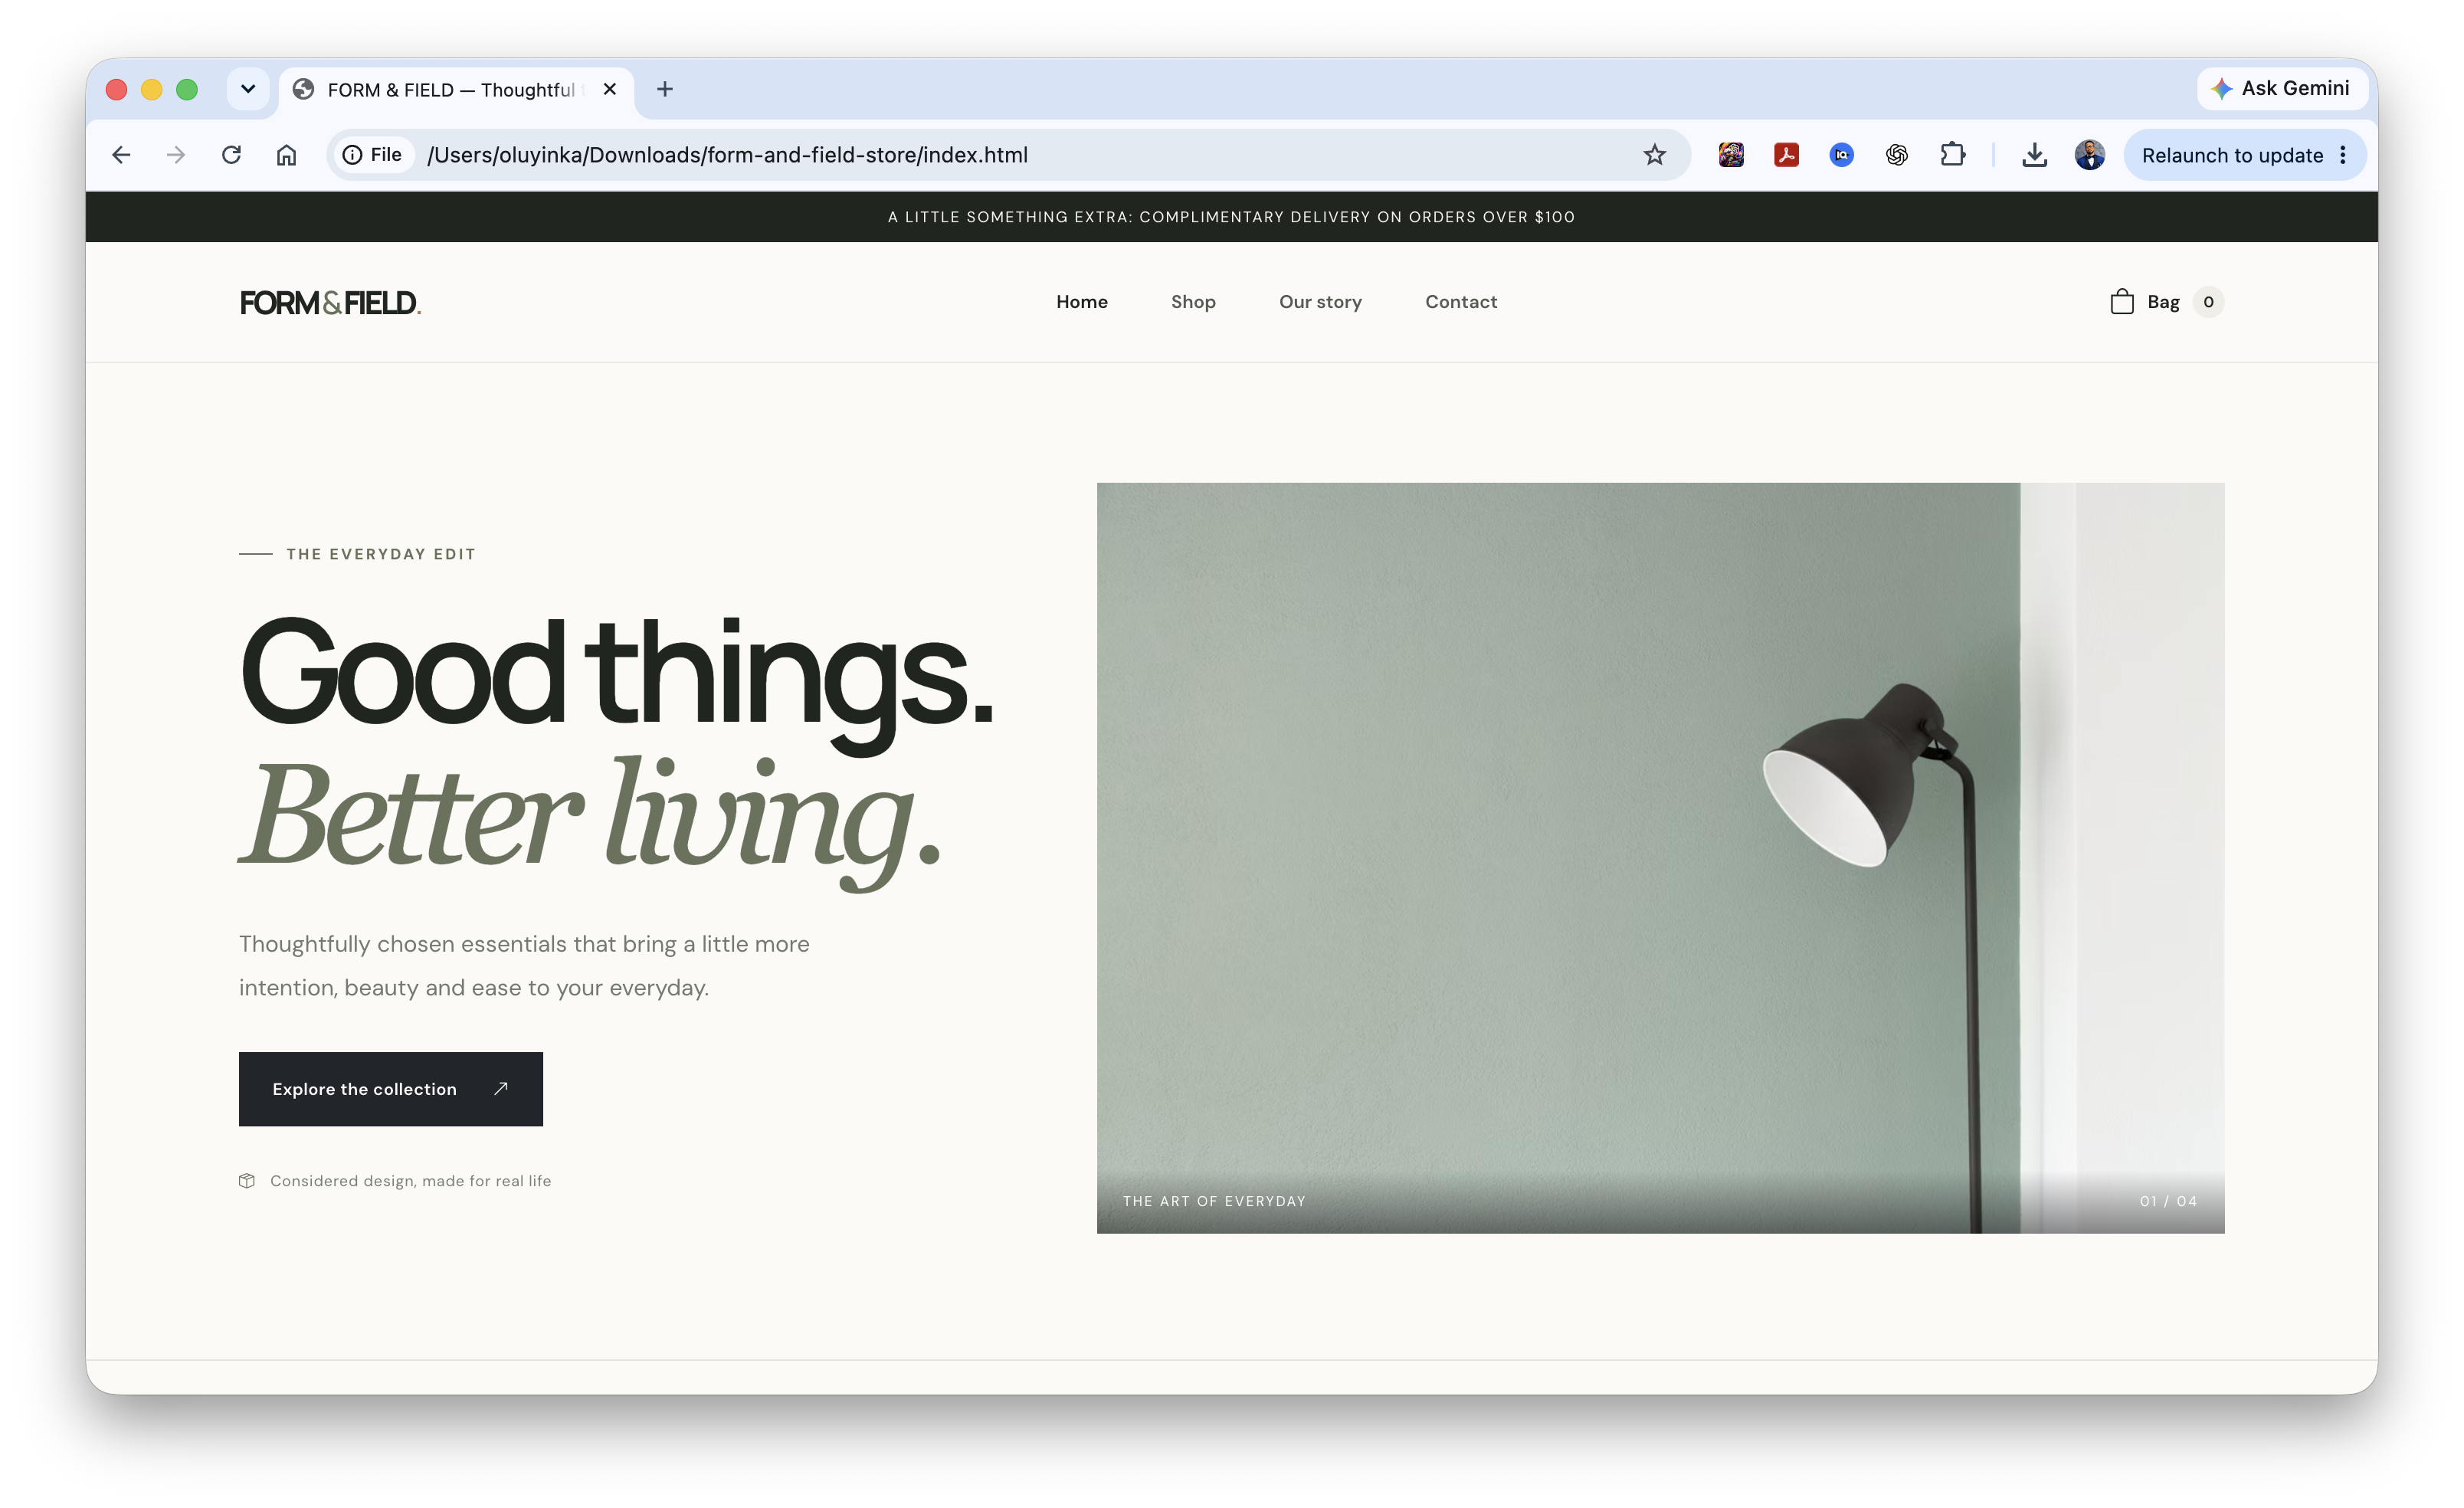 FORM & FIELD — Thoughtful
Ask Gemini
File
/Users/oluyinka/Downloads/form-and-field-store/index.html
Relaunch to update
A LITTLE SOMETHING EXTRA: COMPLIMENTARY DELIVERY ON ORDERS OVER $100
FORM&FIELD.
Home
Shop
Our story
Contact
Bag
0
THE EVERYDAY EDIT
Good things.
Better living.
Thoughtfully chosen essentials that bring a little more
intention, beauty and ease to your everyday.
Explore the collection
Considered design, made for real life
THE ART OF EVERYDAY
01 / 04